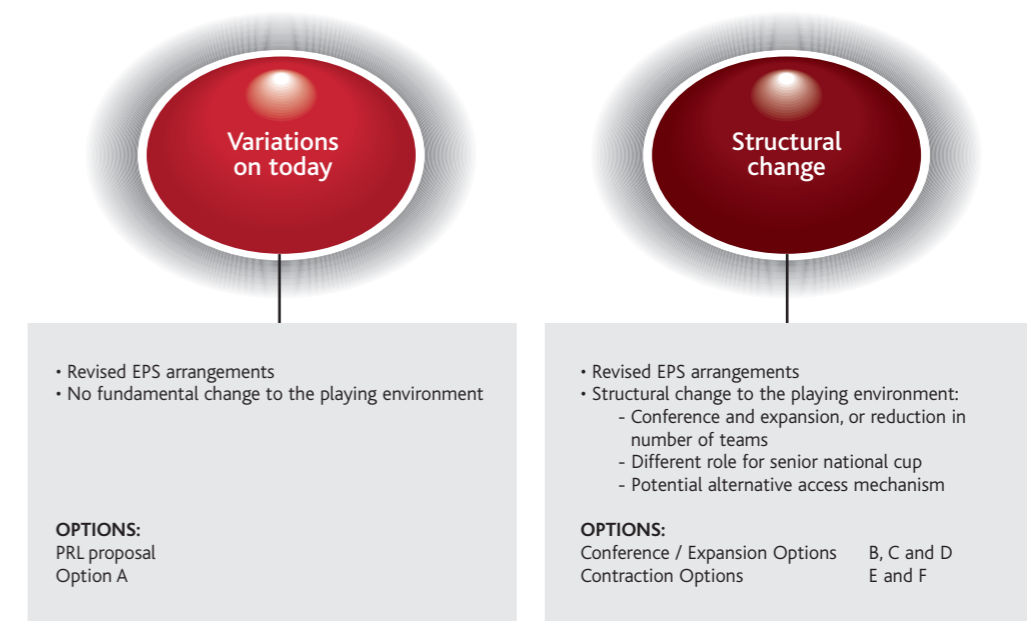 Variations
on today
• Revised EPS arrangements
• No fundamental change to the playing environment
OPTIONS:
PRL proposal
Option A
Structural
change
• Revised EPS arrangements
• Structural change to the playing environment:
- Conference and expansion, or reduction in
number of teams
- Different role for senior national cup
- Potential alternative access mechanism
OPTIONS:
Conference / Expansion Options B, C and D
Contraction Options E and F